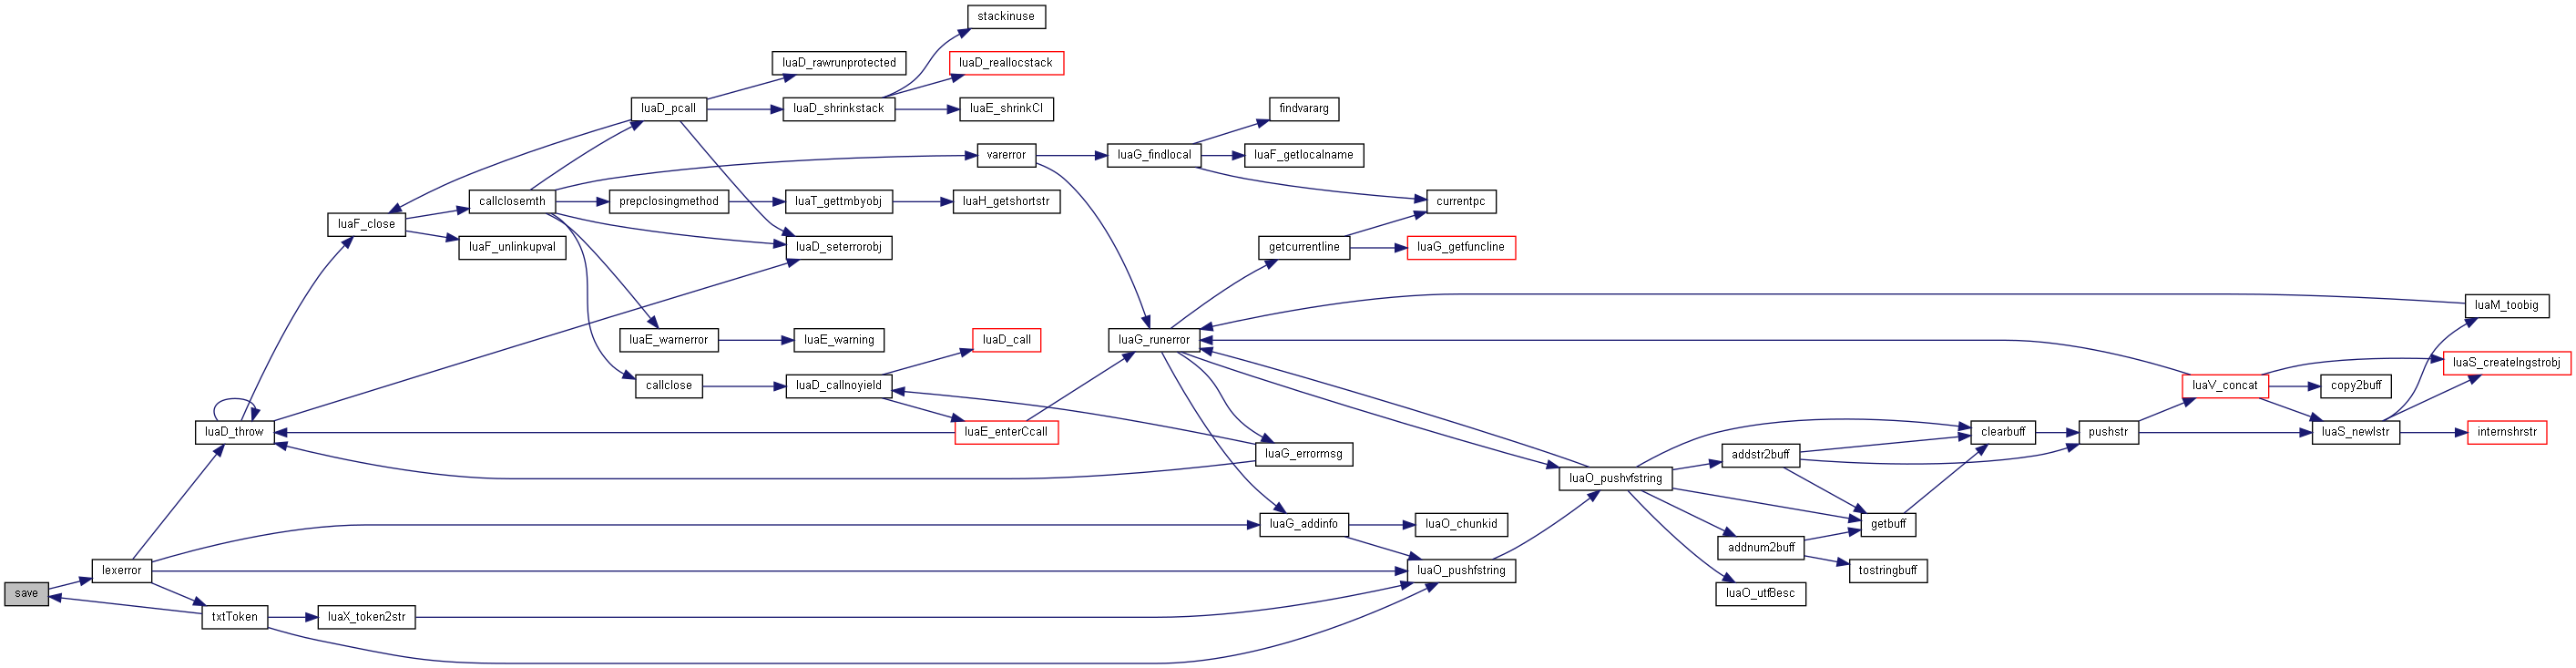 stackinuse
luaD_rawrunprotected
luaD_reallocstack
luaD_pcall
luaD_shrinkstack
luaE_shrinkCI
findvararg
varerror
luaG_findlocal
luaF_getlocalname
callclosemth
prepclosingmethod
luaT_gettmbyobj
luaH_getshortstr
currentpc
luaF_close
luaF_unlinkupval
luaD_seterrorobj
getcurrentline
luaG_getfuncline
luaM_toobig
luaE_warnerror
luaE_warning
luaD_call
luaG_runerror
luaS_createlngstrobj
callclose
luaD_callnoyield
luaV_concat
copy2buff
luaD_throw
luaE_enterCcall
clearbuff
pushstr
luaS_newlstr
internshrstr
luaG_errormsg
addstr2buff
luaO_pushvfstring
luaG_addinfo
luaO_chunkid
getbuff
addnum2buff
lexerror
luaO_pushfstring
tostringbuff
save
luaO_utf8esc
txtToken
luaX_token2str